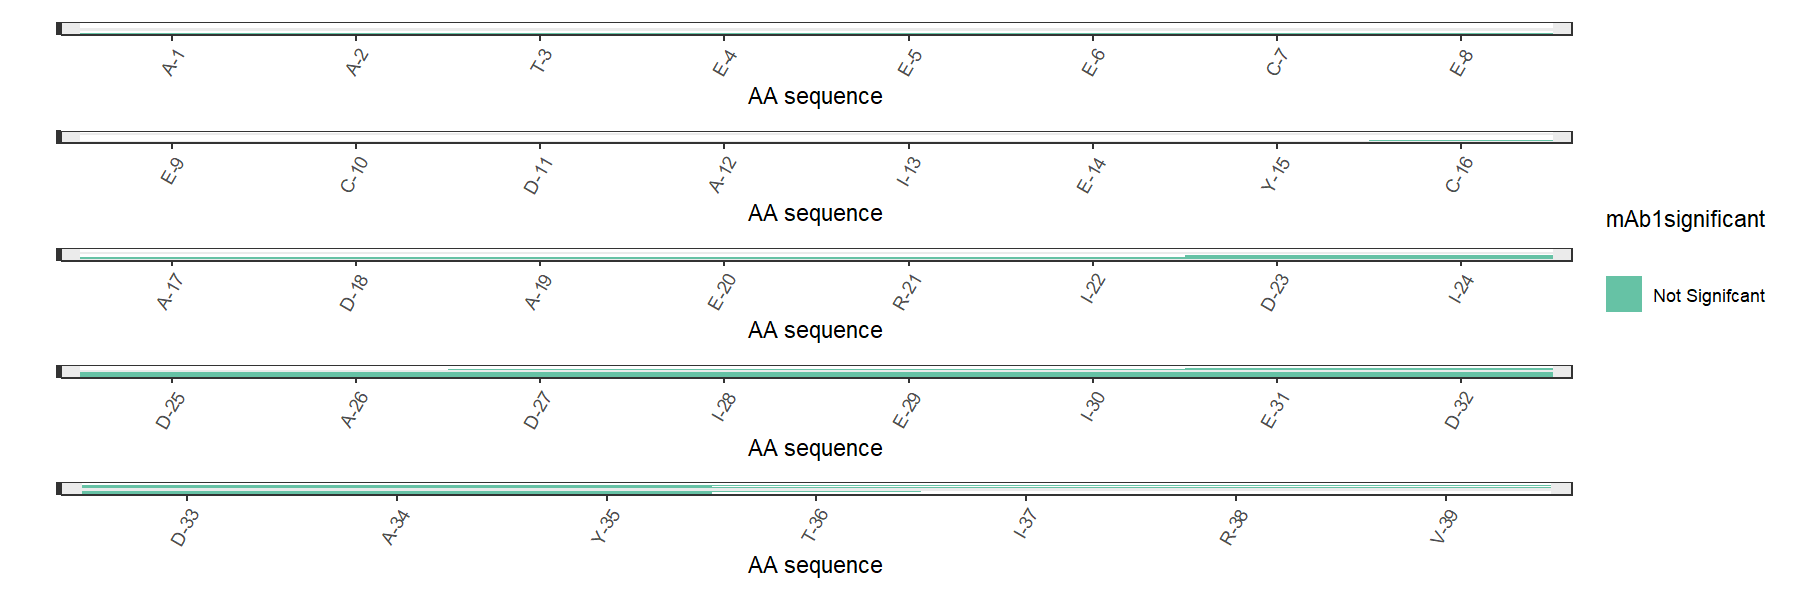 A-1 A-2 T-3 E-4 E-5 E-6 C-7 E-8
AA sequence
E-9 C-10 D-11 A-12 I-13 E-14 Y-15 C-16
AA sequence
mAb1significant
A-17 D-18 A-19 E-20 R-21 I-22 D-23 I-24
Not Signifcant
AA sequence
D-25 A-26 D-27 I-28 E-29 I-30 E-31 D-32
AA sequence
D-33 A-34 Y-35 T-36 I-37 R-38 V-39
AA sequence